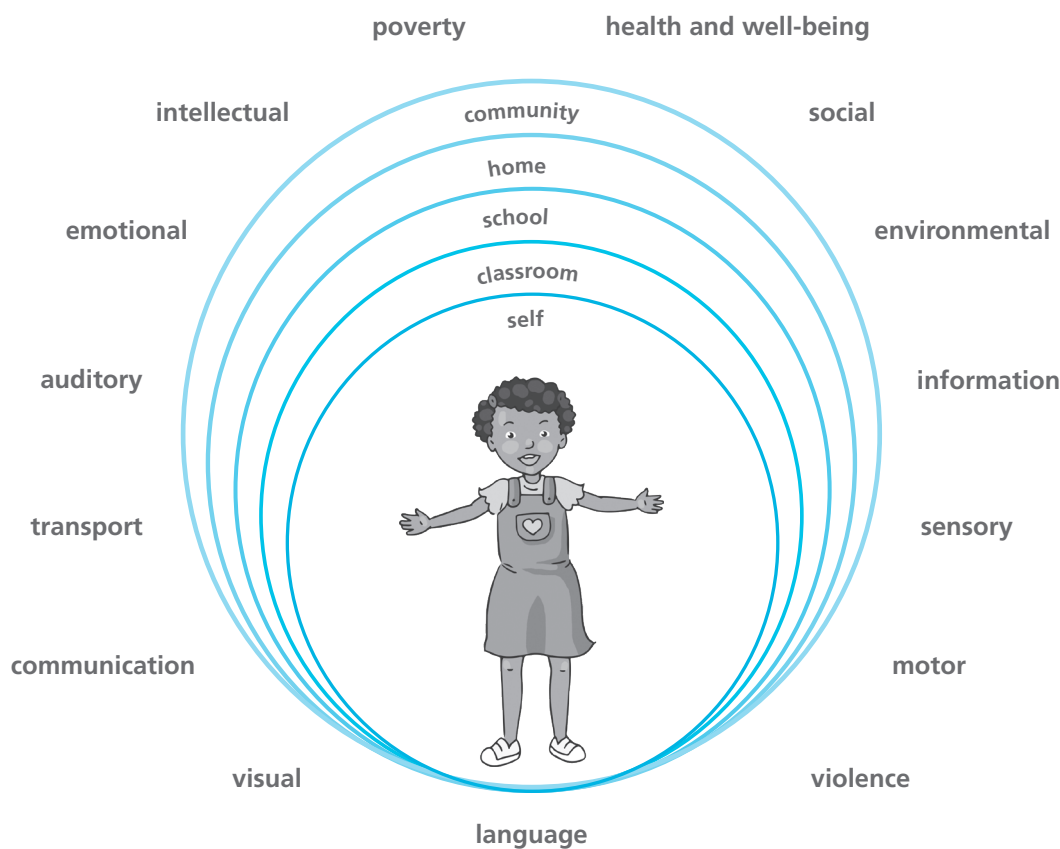 poverty
health and well-being
intellectual
community
social
home
emotional
school
environmental
classroom
self
auditory
information
transport
sensory
communication
motor
visual
violence
language